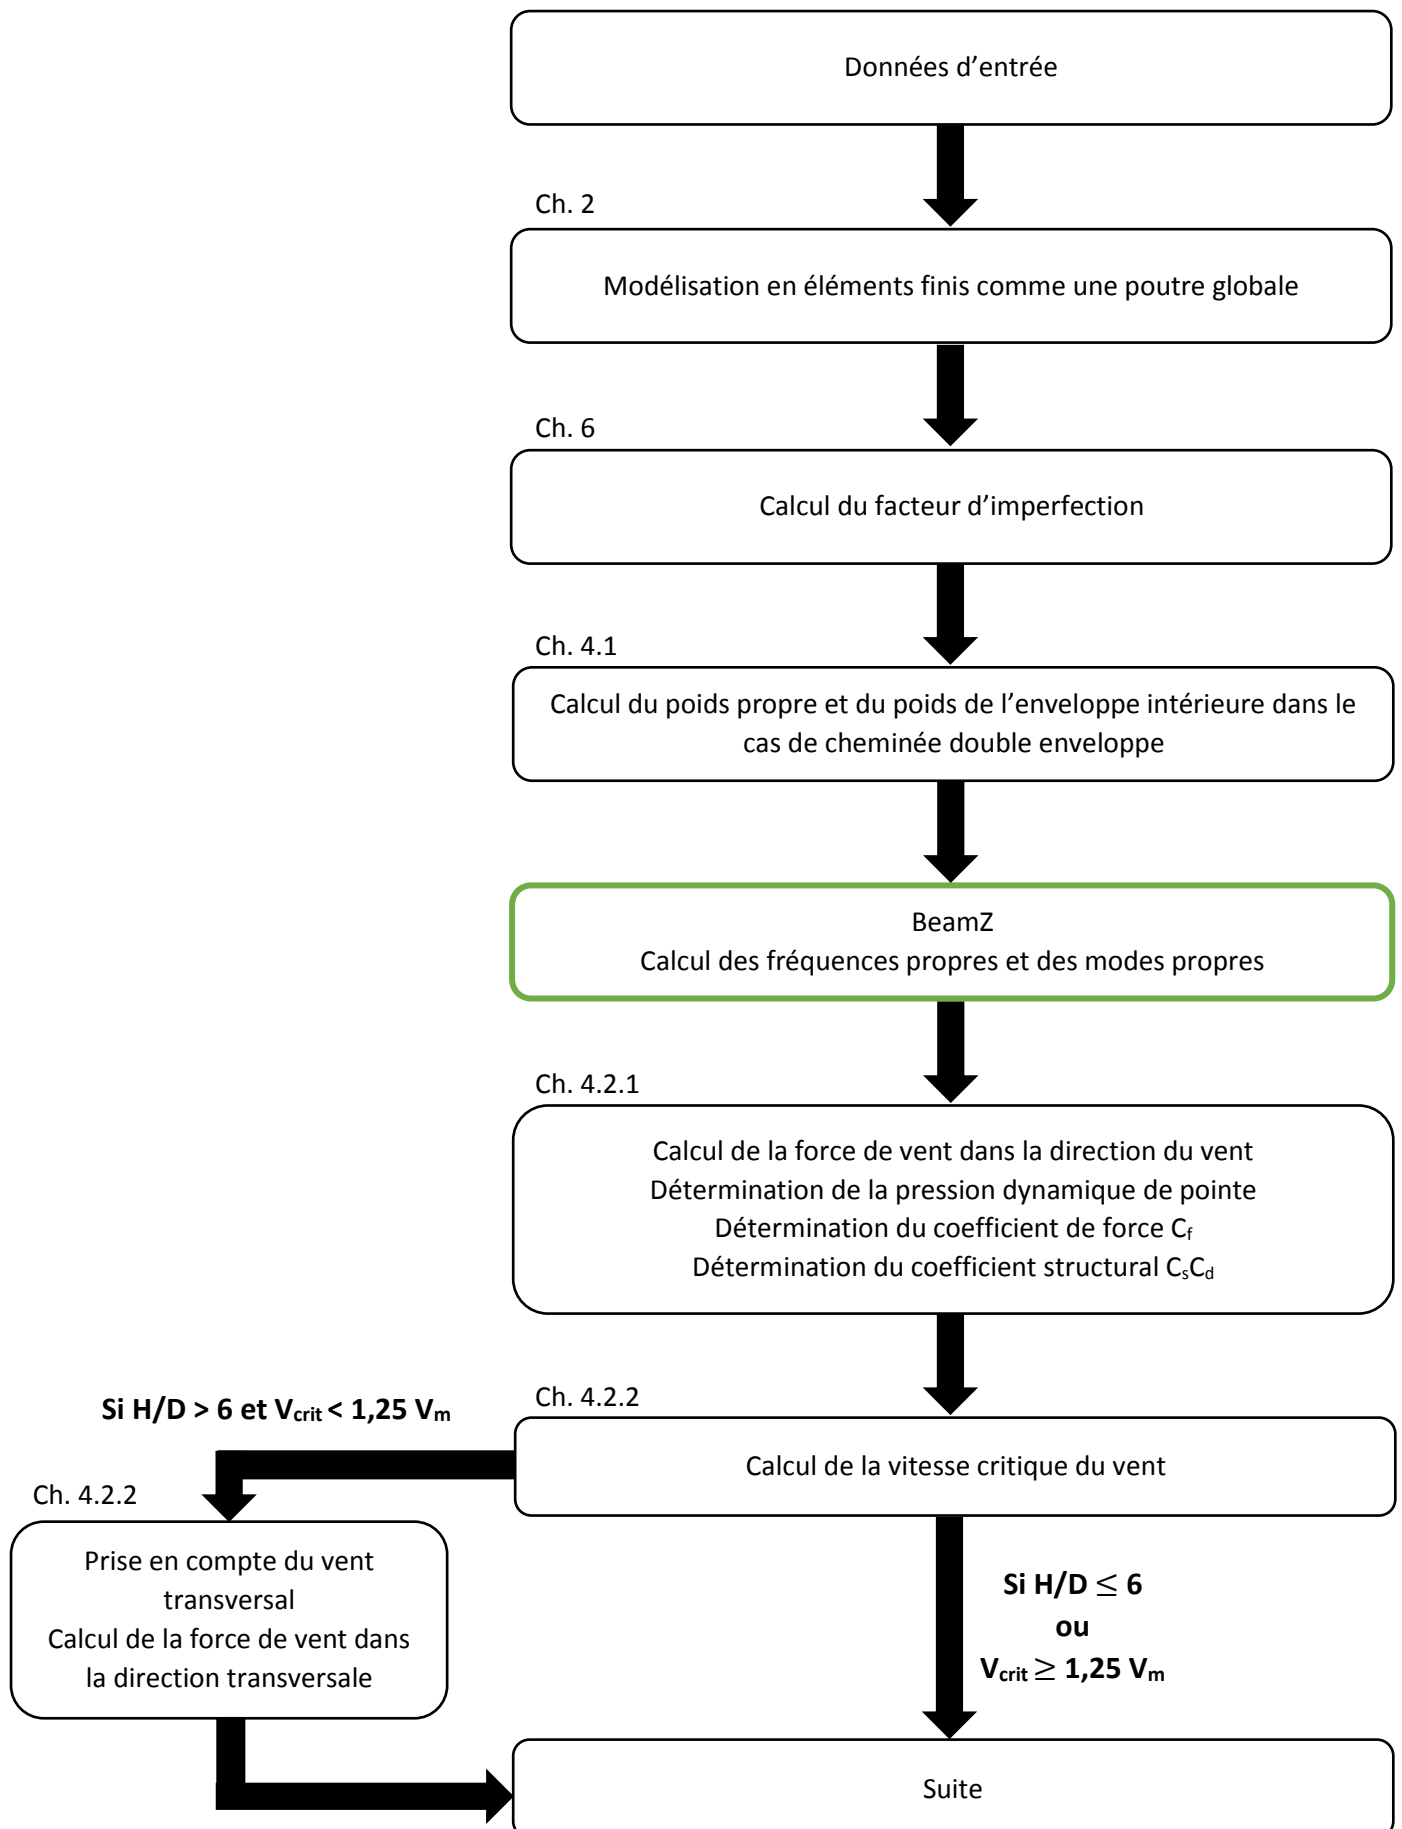 Données d’entrée
Ch. 2
Modélisation en éléments finis comme une poutre globale
Ch. 6
Calcul du facteur d’imperfection
Ch. 4.1
Calcul du poids propre et du poids de l’enveloppe intérieure dans le
cas de cheminée double enveloppe
BeamZ
Calcul des fréquences propres et des modes propres
Ch. 4.2.1
Calcul de la force de vent dans la direction du vent
Détermination de la pression dynamique de pointe
Détermination du coefficient de force Cf
Détermination du coefficient structural CsCd
Si H/D > 6 et Vcrit < 1,25 Vm
Ch. 4.2.2
Calcul de la vitesse critique du vent
Ch. 4.2.2
Prise en compte du vent
transversal
Calcul de la force de vent dans
la direction transversale
Si H/D ≤ 6
ou
Vcrit ≥ 1,25 Vm
Suite